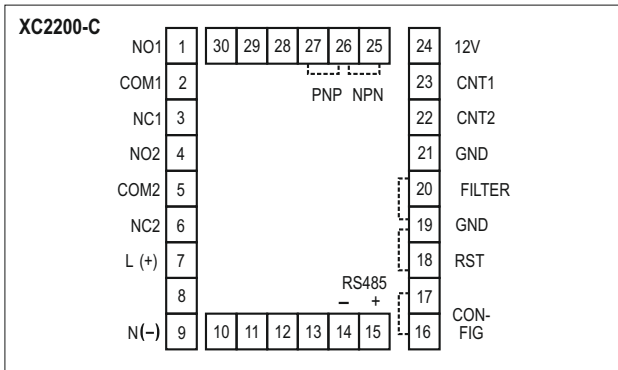 XC2200-C
NO1 1 30 29 28 27 26 25 24 12V
PNP NPN
COM1 2 23 CNT1
NC1 3 22 CNT2
NO2 4 21 GND
COM2 5 20 FILTER
NC2 6 19 GND
L (+) 7 18 RST
RS485
8 – + 17
CON-
N(–) 9 10 11 12 13 14 15 16 FIG